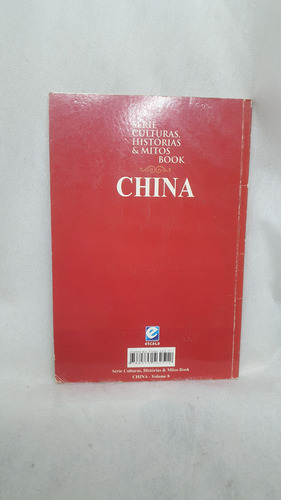 SÉRIE
CULTURAS,
HISTÓRIAS
& MITOS
BOOK
CHINA
escala
Série Culturas, Histórias & Mitos Book
CHINA - Volume 8